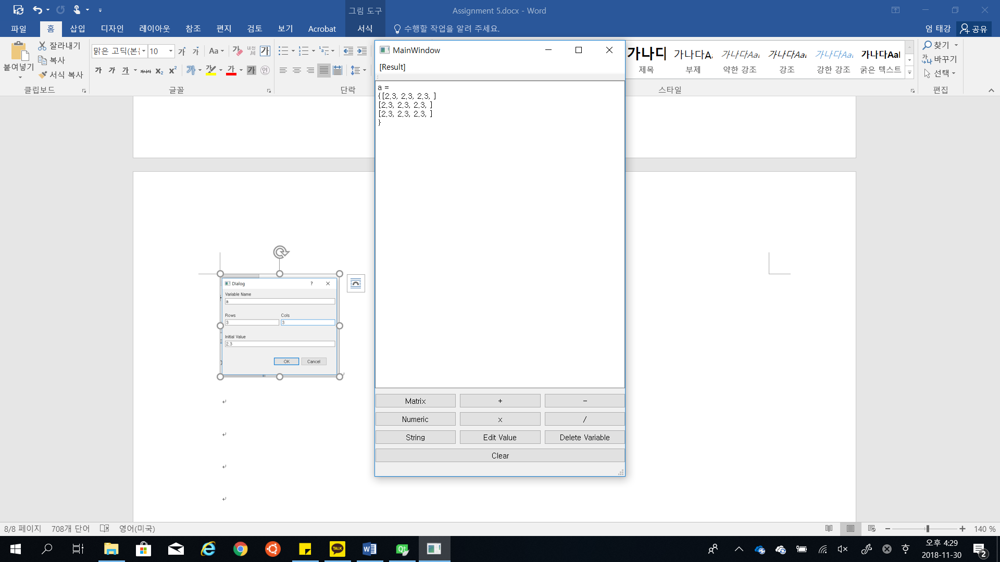 그림 도구
Assignment 5.docx - Word
파일
홈
삽입
디자인
레이아웃
참조
편지
검토
보기
Acrobat
서식
수행할 작업을 알려 주세요.
엄 태강
공유
붙여넣기
잘라내기
복사
서식 복사
클립보드
맑은 고딕(본
10
Aa
가 가 가
글꼴
단락
가나다
제목
가나다A
부제
가나다Aal
약한 강조
가나다Aal
강조
가나다Aal
강한 강조
가나다Aal
굵은 텍스트
스타일
찾기
바꾸기
선택
편집
MainWindow
[Result]
a =
{[2.3, 2.3, 2.3, ]
[2.3, 2.3, 2.3, ]
[2.3, 2.3, 2.3, ]
}
Matrix
+
-
Numeric
x
/
String
Edit Value
Delete Variable
Clear
Dialog
?
Variable Name
a
Rows
Cols
3
3
Initial Value
2.3
OK
Cancel
8/8 페이지
708개 단어
영어(미국)
140 %
TALK
Qt
오후 4:29
2018-11-30
2